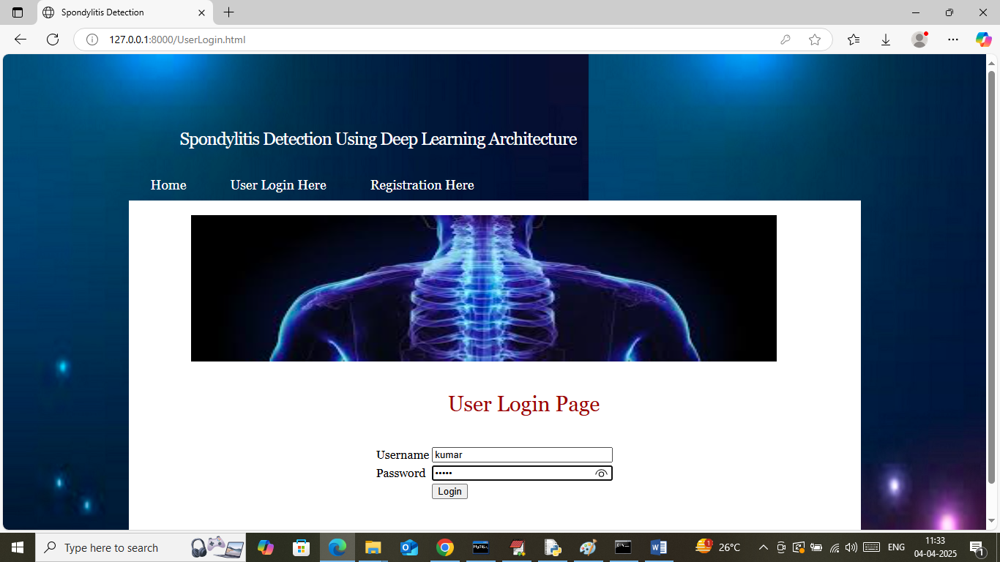 Spondylitis Detection
127.0.0.1:8000/UserLogin.html
Spondylitis Detection Using Deep Learning Architecture
Home User Login Here Registration Here
User Login Page
Username kumar
Password •••••
Login
Type here to search
26°C
ENG
11:33
04-04-2025
1